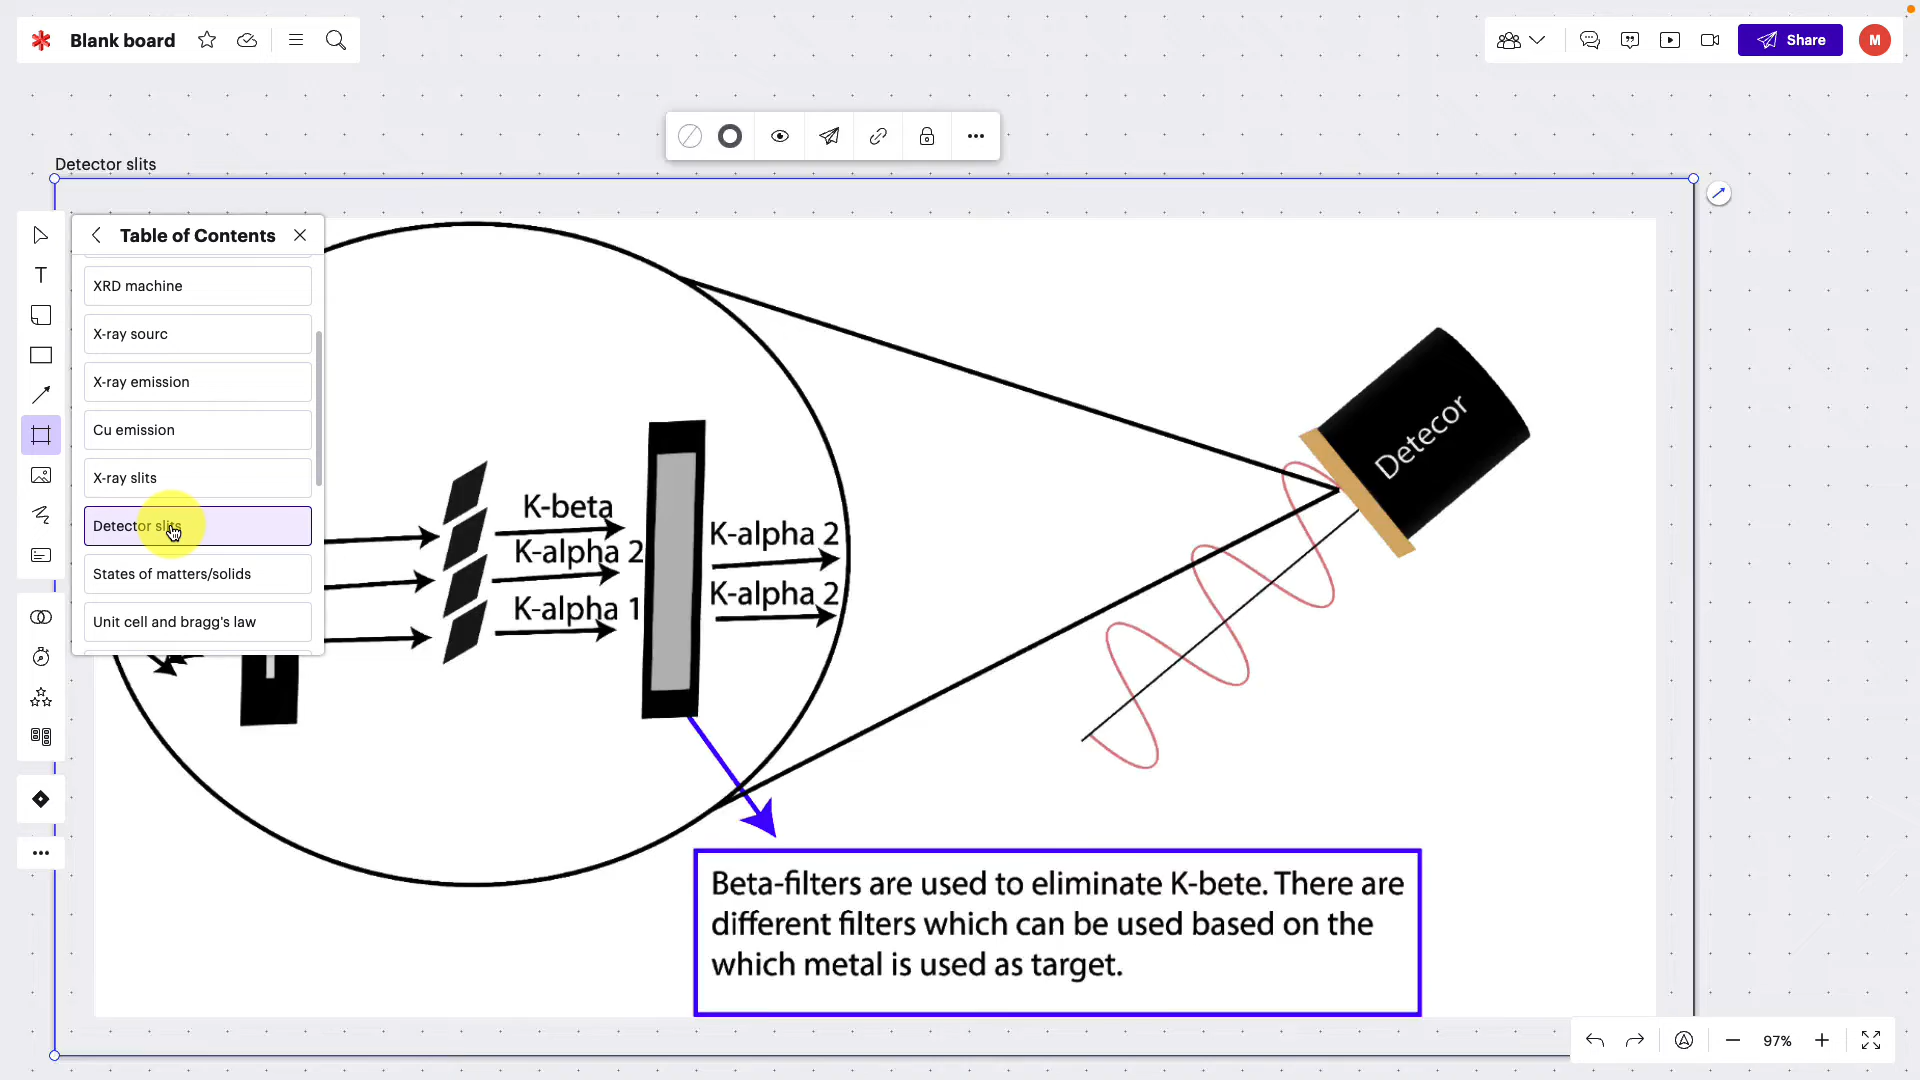 Blank board
Share
M
Detector slits
Table of Contents
XRD machine
X-ray sourc
X-ray emission
Cu emission
X-ray slits
Detector slits
States of matters/solids
Unit cell and bragg's law
K-beta
K-alpha 2
K-alpha 1
K-alpha 2
K-alpha 2
Detecor
Beta-filters are used to eliminate K-bete. There are
different filters which can be used based on the
which metal is used as target.
97%